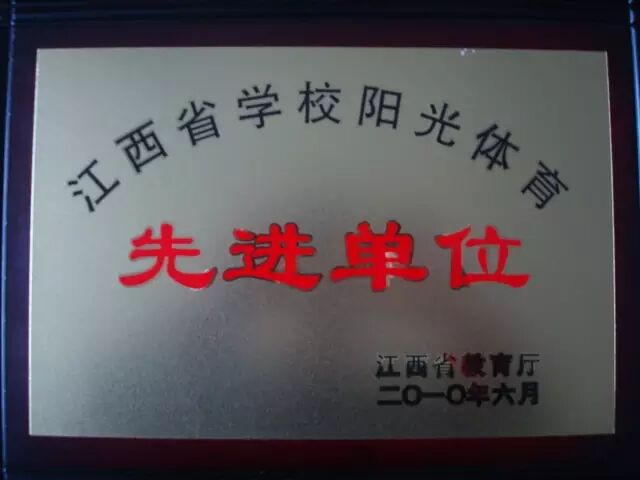 江西省学校阳光体育
先进单位
江西省教育厅
二〇一〇年六月